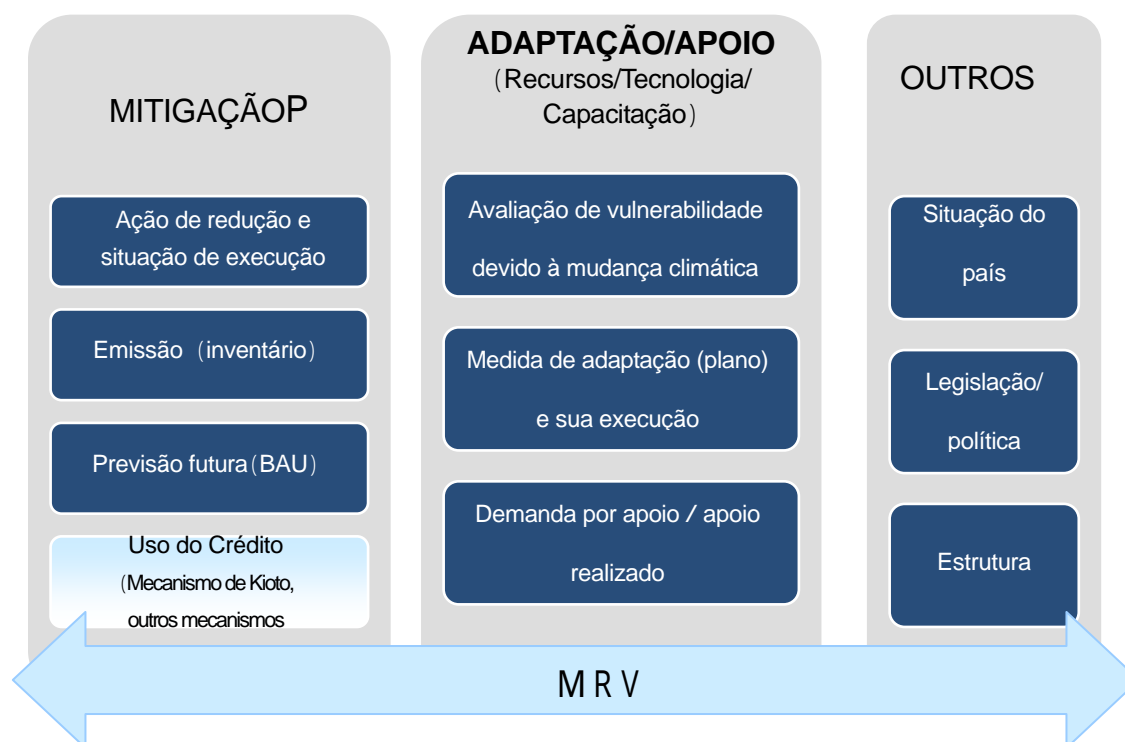 MITIGAÇÃOP
Ação de redução e
situação de execução
Emissão (inventário)
Previsão futura(BAU)
Uso do Crédito
(Mecanismo de Kioto,
outros mecanismos
ADAPTAÇÃO/APOIO
(Recursos/Tecnologia/
Capacitação)
Avaliação de vulnerabilidade
devido à mudança climática
Medida de adaptação (plano)
e sua execução
Demanda por apoio / apoio
realizado
OUTROS
Situação do
país
Legislação/
política
Estrutura
MRV